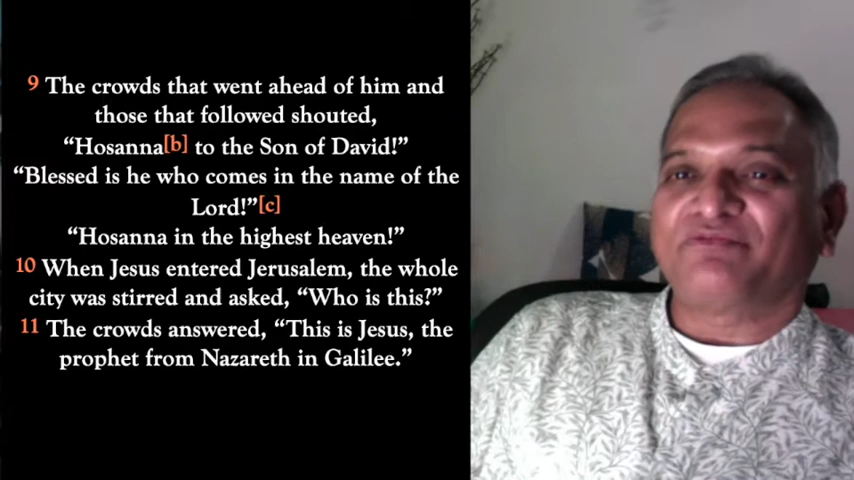 9 The crowds that went ahead of him and
those that followed shouted,
“Hosanna[b] to the Son of David!”
“Blessed is he who comes in the name of the
Lord!”[c]
“Hosanna in the highest heaven!”
10 When Jesus entered Jerusalem, the whole
city was stirred and asked, “Who is this?”
11 The crowds answered, “This is Jesus, the
prophet from Nazareth in Galilee.”